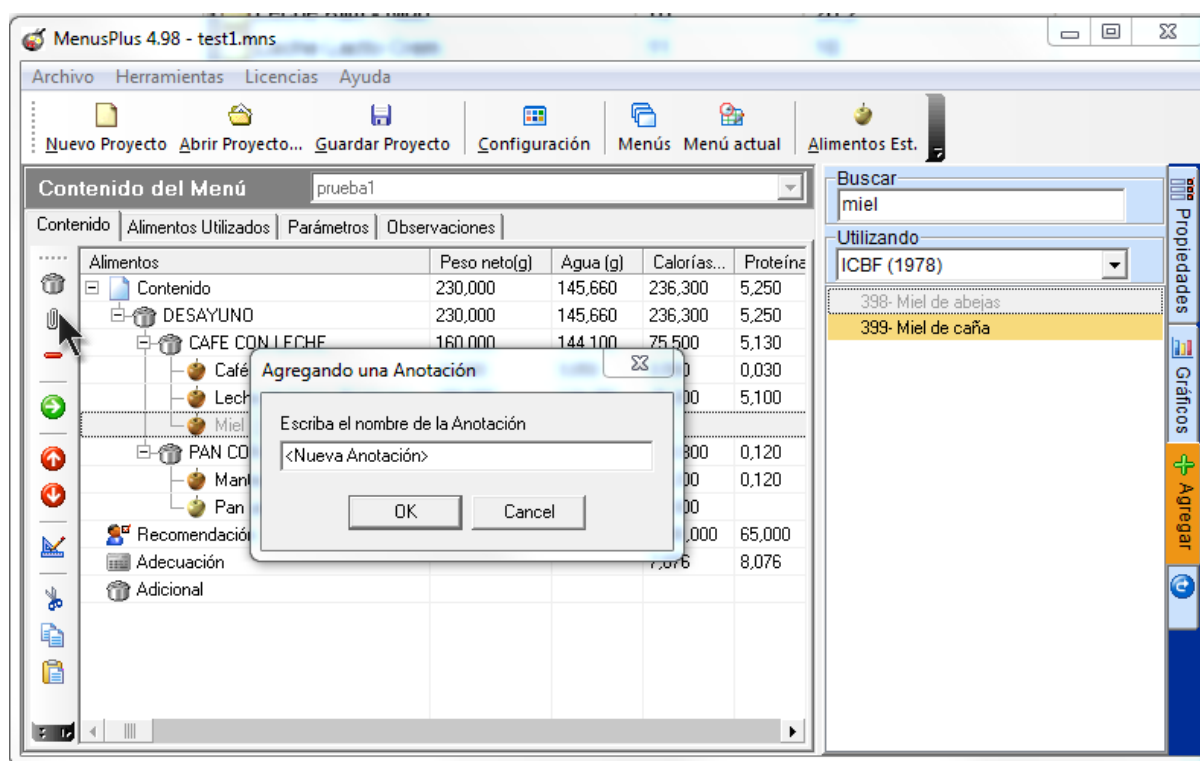 MenusPlus 4.98 - test1.mns
Archivo Herramientas Licencias Ayuda
Nuevo Proyecto Abrir Proyecto... Guardar Proyecto Configuración Menús Menú actual Alimentos Est.
Contenido del Menú prueba1
Contenido Alimentos Utilizados Parámetros Observaciones
Alimentos Peso neto(g) Agua (g) Calorías... Proteína
Contenido 230,000 145,660 236,300 5,250
DESAYUNO 230,000 145,660 236,300 5,250
CAFE CON LECHE 160,000 144,100 75,500 5,130
Café 0,030
Lech 5,100
Miel
PAN CO 0,120
Mant 0,120
Pan
Recomendación 65,000
Adecuación 7,076 8,076
Adicional
Agregando una Anotación
Escriba el nombre de la Anotación
<Nueva Anotación>
OK Cancel
Buscar
miel
Utilizando
ICBF (1978)
398- Miel de abejas
399- Miel de caña
Propiedades
Gráficos
Agregar